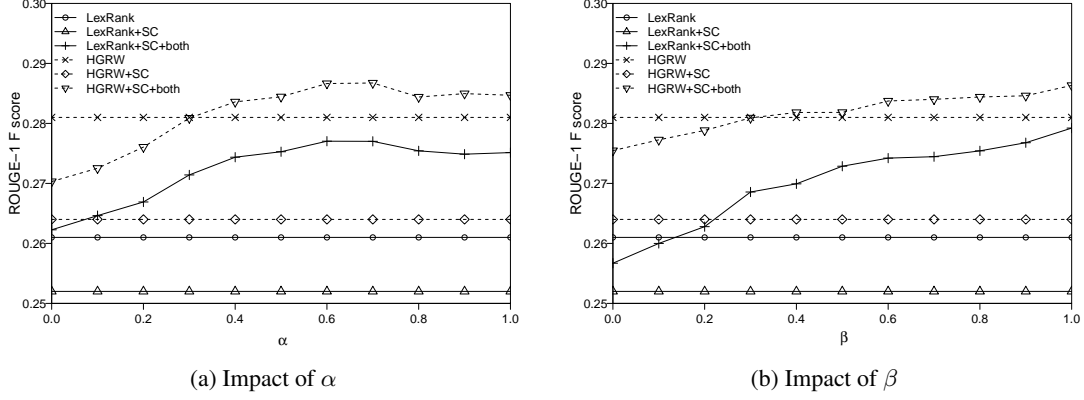 0.30
0.29
0.28
0.27
0.26
0.25
ROUGE−1 F score
LexRank
LexRank+SC
LexRank+SC+both
HGRW
HGRW+SC
HGRW+SC+both
0.0 0.2 0.4 0.6 0.8 1.0
α
(a) Impact of α
0.30
0.29
0.28
0.27
0.26
0.25
ROUGE−1 F score
LexRank
LexRank+SC
LexRank+SC+both
HGRW
HGRW+SC
HGRW+SC+both
0.0 0.2 0.4 0.6 0.8 1.0
β
(b) Impact of β